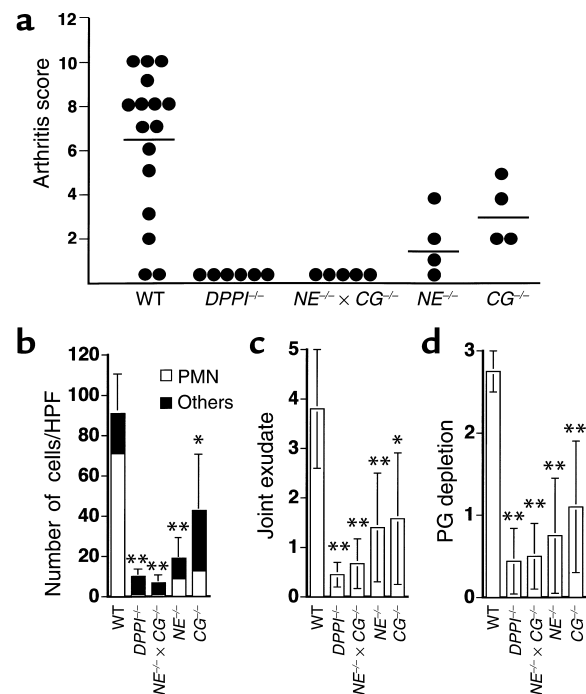 a
Arthritis score
12
10
8
6
4
2
WT DPPI–/– NE–/– × CG–/– NE–/– CG–/–
b
Number of cells/HPF
120
100
80
60
40
20
0
PMN
Others
** ** ** *
WT DPPI–/– NE–/– × CG–/– NE–/– CG–/–
c
Joint exudate
5
4
3
2
1
0
** ** ** *
WT DPPI–/– NE–/– × CG–/– NE–/– CG–/–
d
PG depletion
3
2
1
0
** ** ** **
WT DPPI–/– NE–/– × CG–/– NE–/– CG–/–